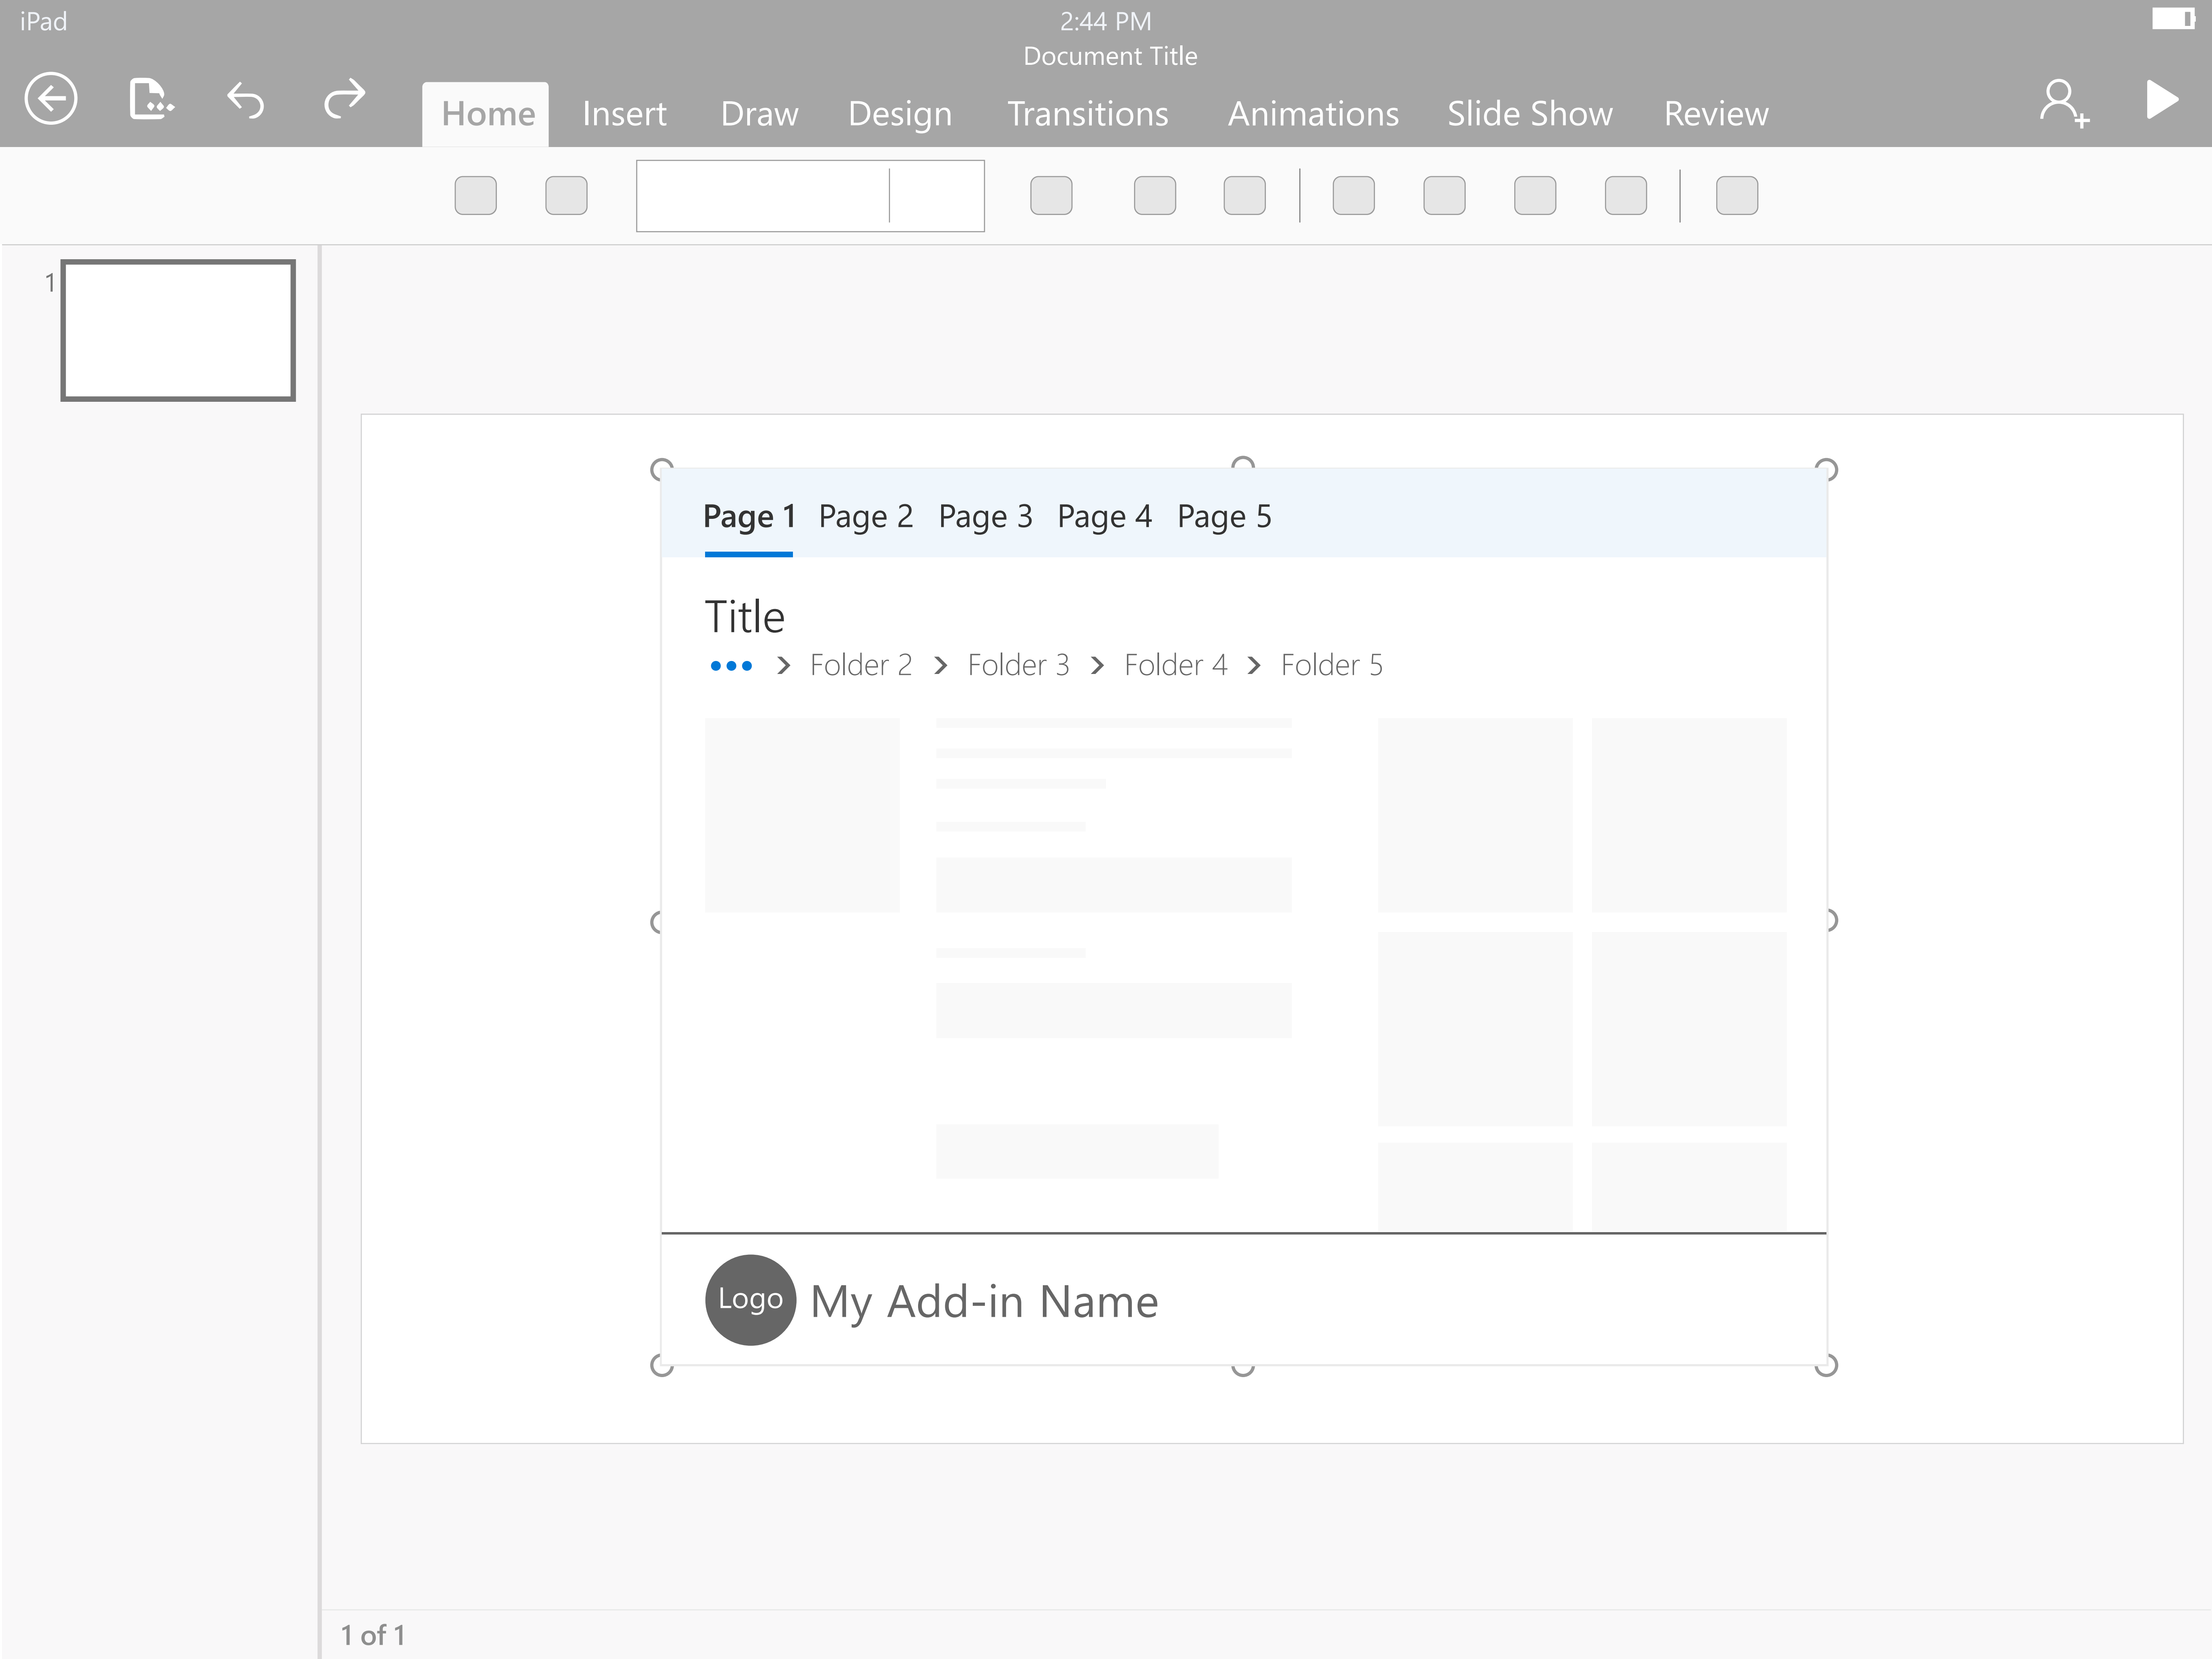 iPad
2:44 PM
Document Title
Home Insert Draw Design Transitions Animations Slide Show Review
1
Page 1 Page 2 Page 3 Page 4 Page 5
Title
Folder 2 Folder 3 Folder 4 Folder 5
Logo My Add-in Name
1 of 1